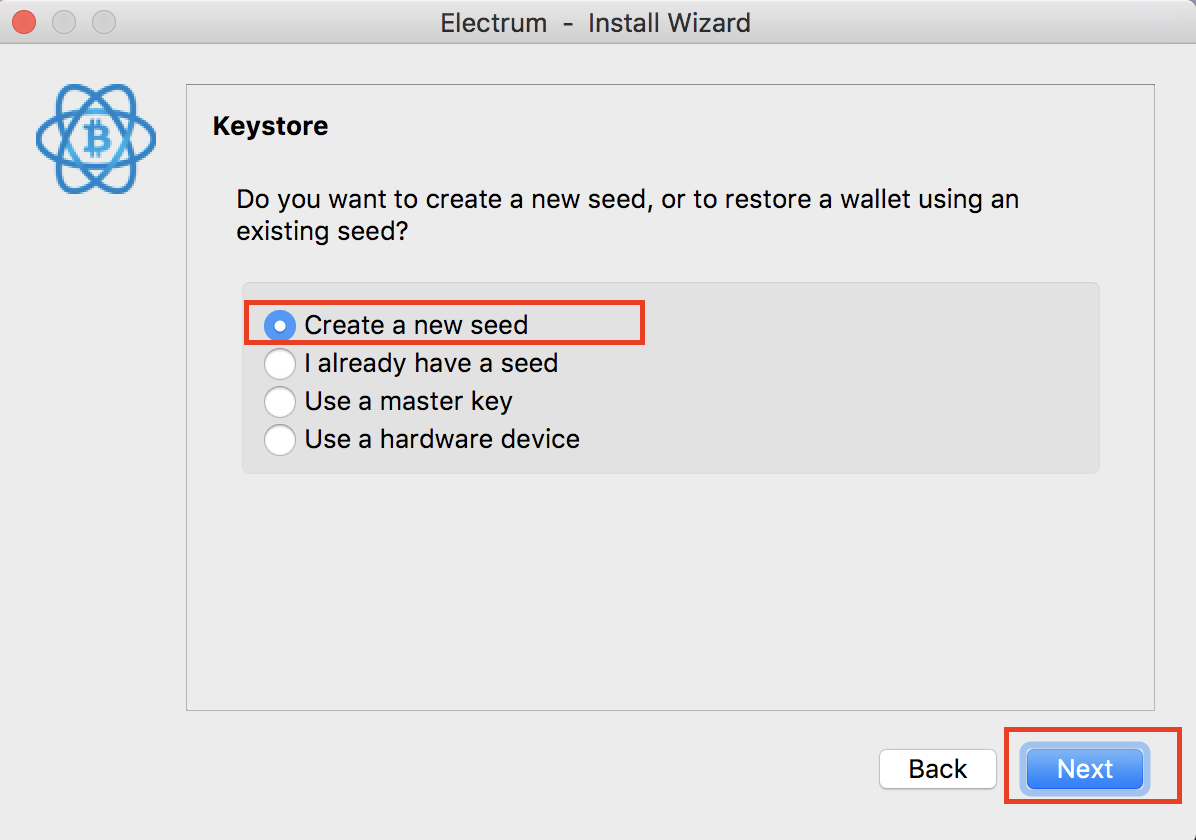 Electrum - Install Wizard
Keystore
Do you want to create a new seed, or to restore a wallet using an
existing seed?
Create a new seed
I already have a seed
Use a master key
Use a hardware device
Back
Next